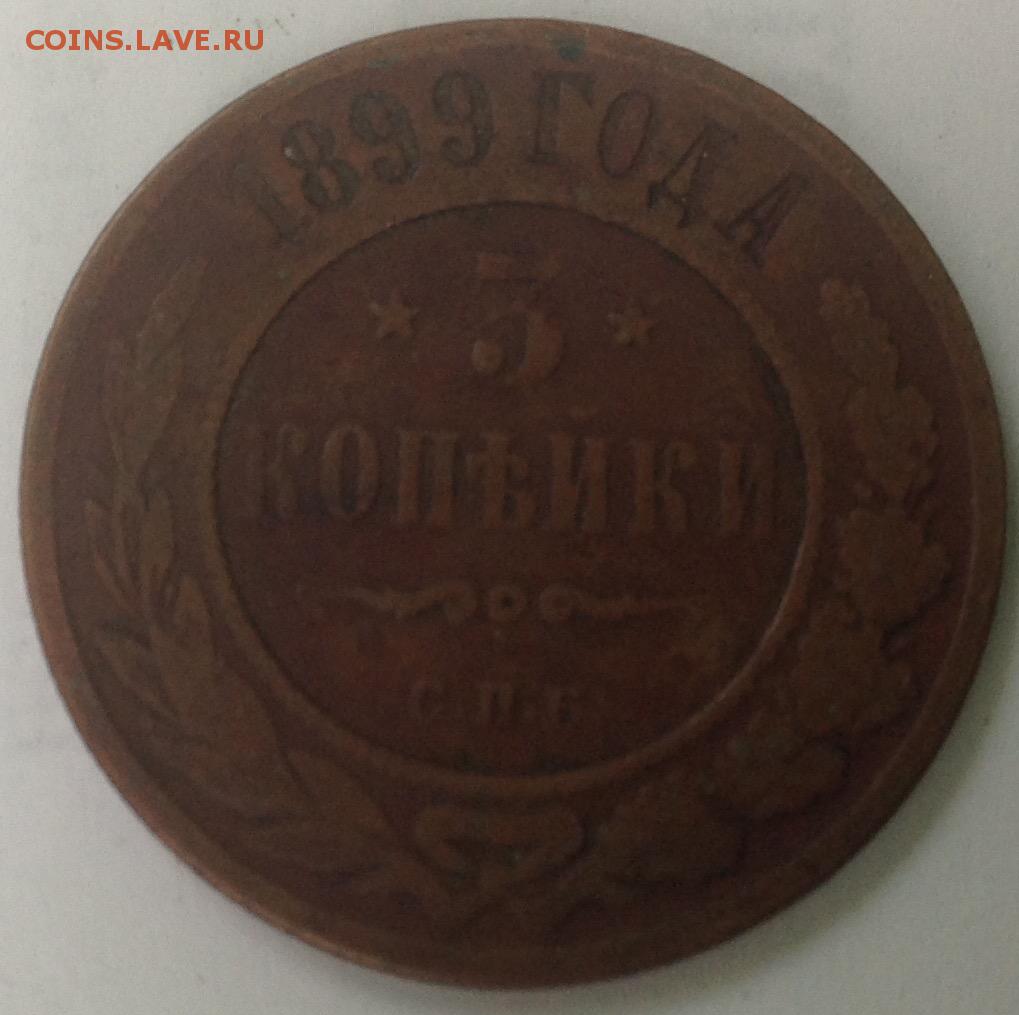 COINS.LAVE.RU
1899 ГОДА
3
КОПѢЙКИ
С.П.Б.